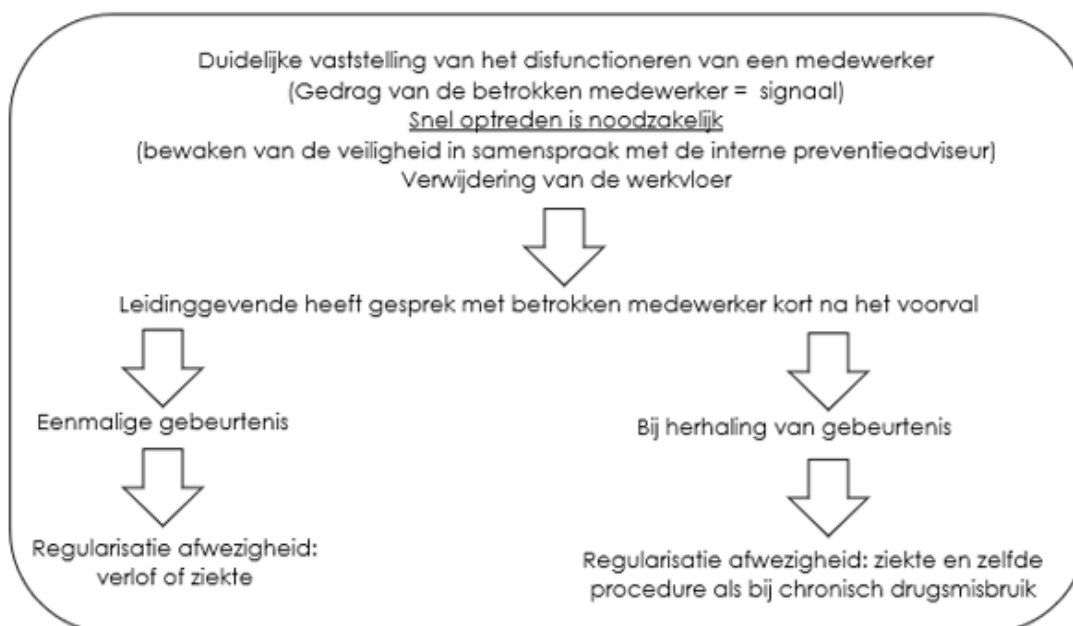 Duidelijke vaststelling van het disfunctioneren van een medewerker
(Gedrag van de betrokken medewerker = signaal)
Snel optreden is noodzakelijk
(bewaken van de veiligheid in samenspraak met de interne preventieadviseur)
Verwijdering van de werkvloer
Leidinggevende heeft gesprek met betrokken medewerker kort na het voorval
Eenmalige gebeurtenis
Bij herhaling van gebeurtenis
Regularisatie afwezigheid:
verlof of ziekte
Regularisatie afwezigheid: ziekte en zelfde
procedure als bij chronisch drugsmisbruik